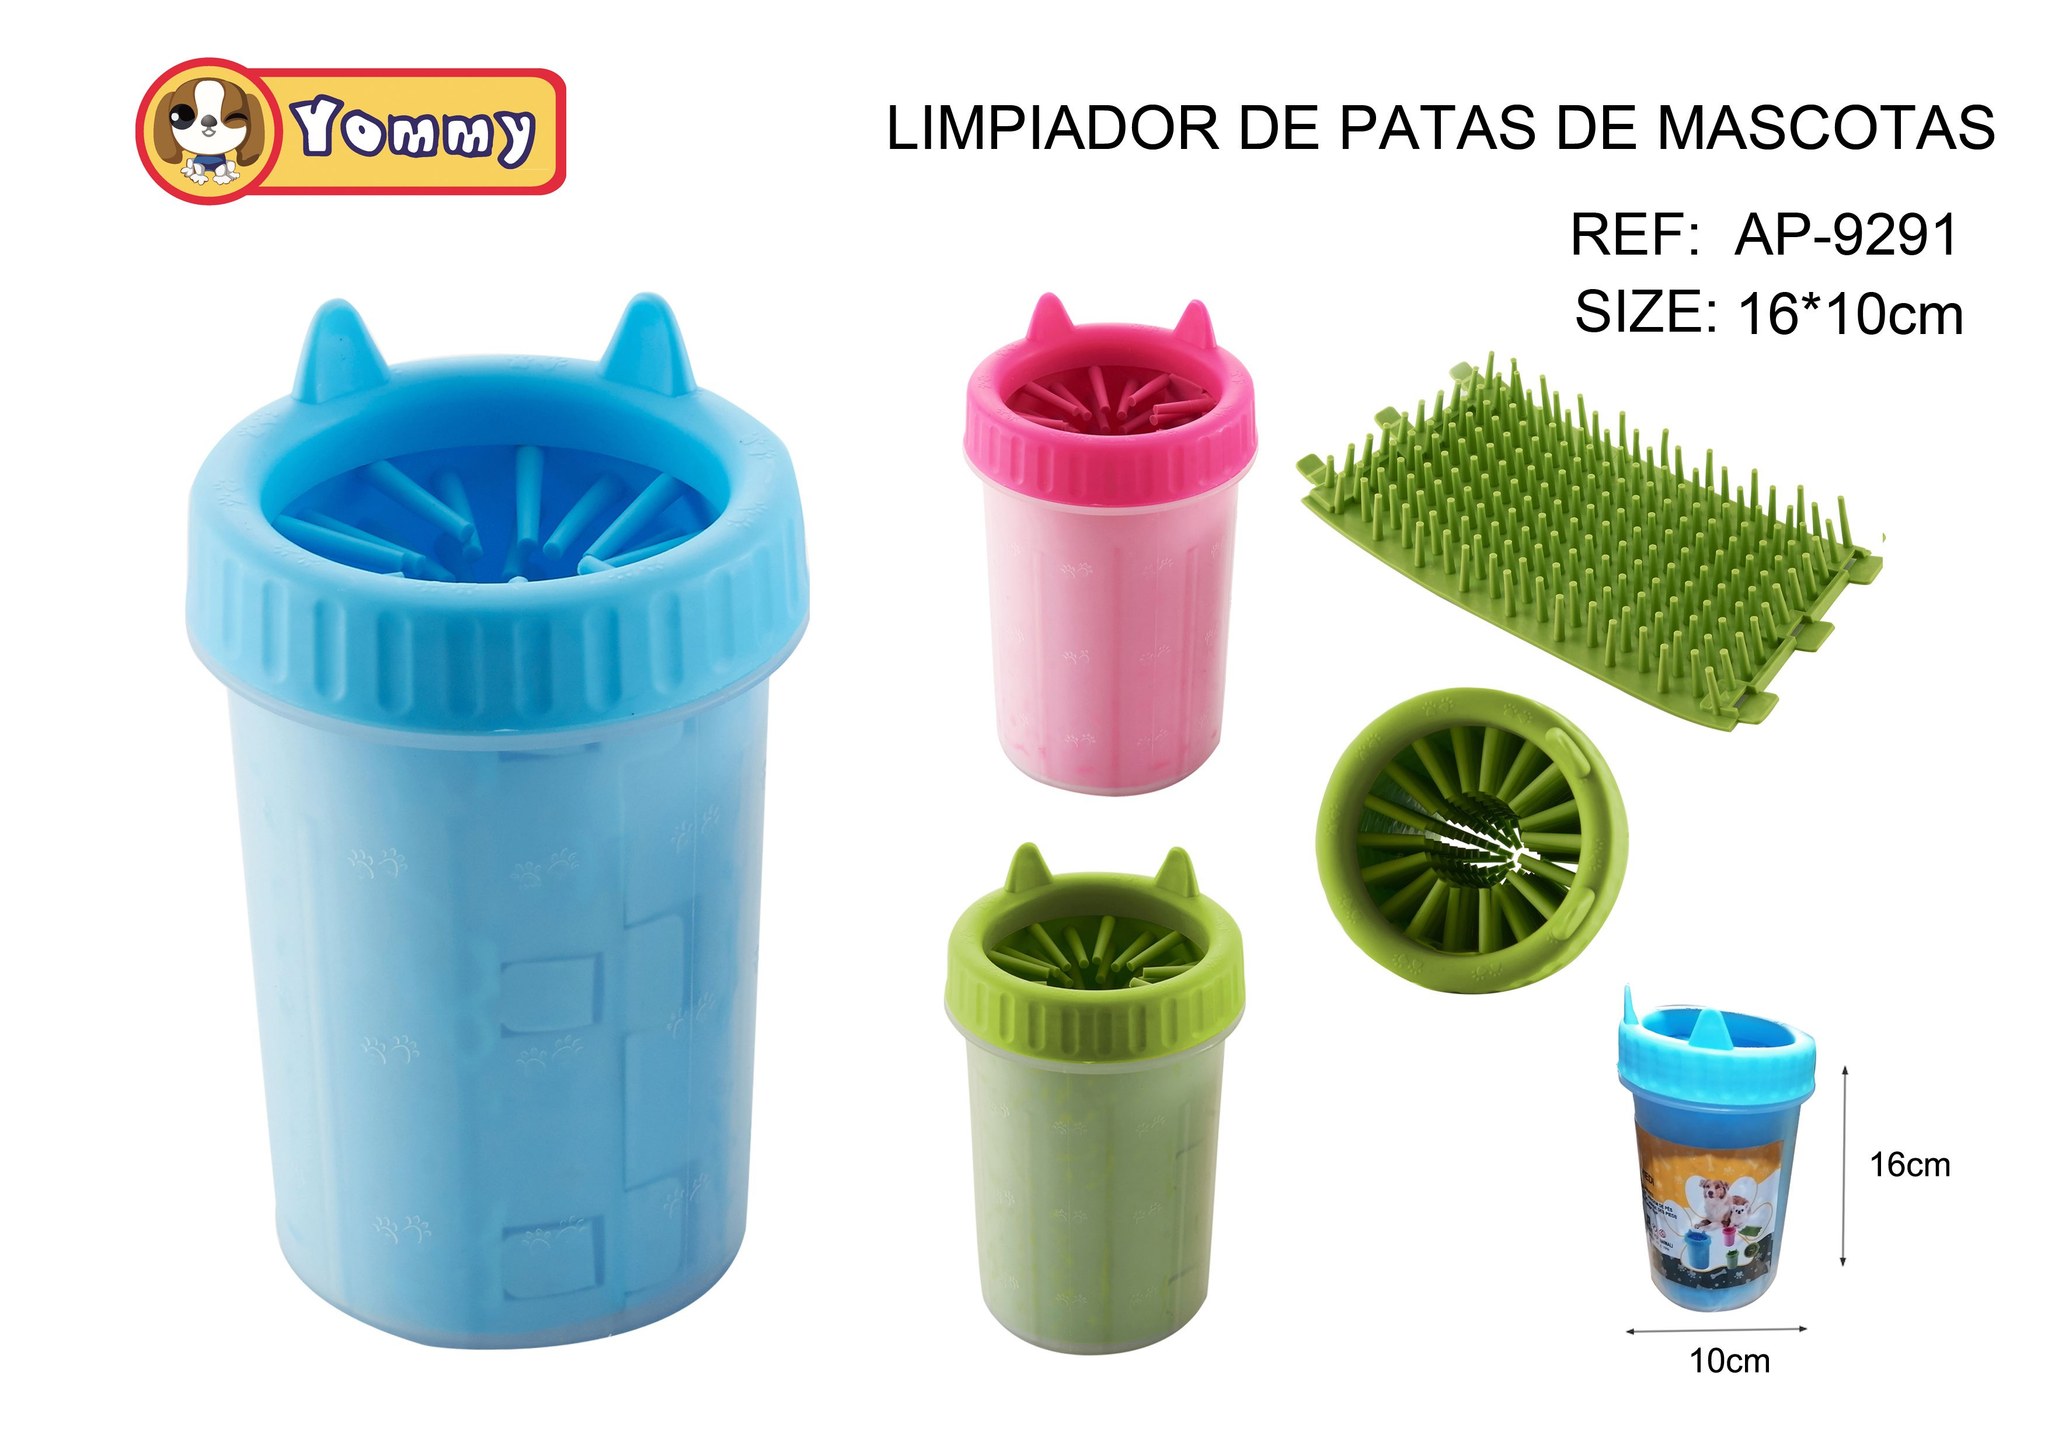 Yommy
LIMPIADOR DE PATAS DE MASCOTAS
REF: AP-9291
SIZE: 16*10cm
16cm
10cm